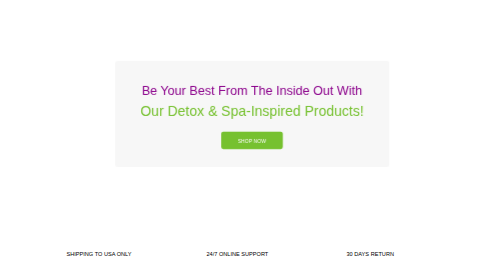 Be Your Best From The Inside Out With
Our Detox & Spa-Inspired Products!
SHOP NOW
SHIPPING TO USA ONLY
24/7 ONLINE SUPPORT
30 DAYS RETURN